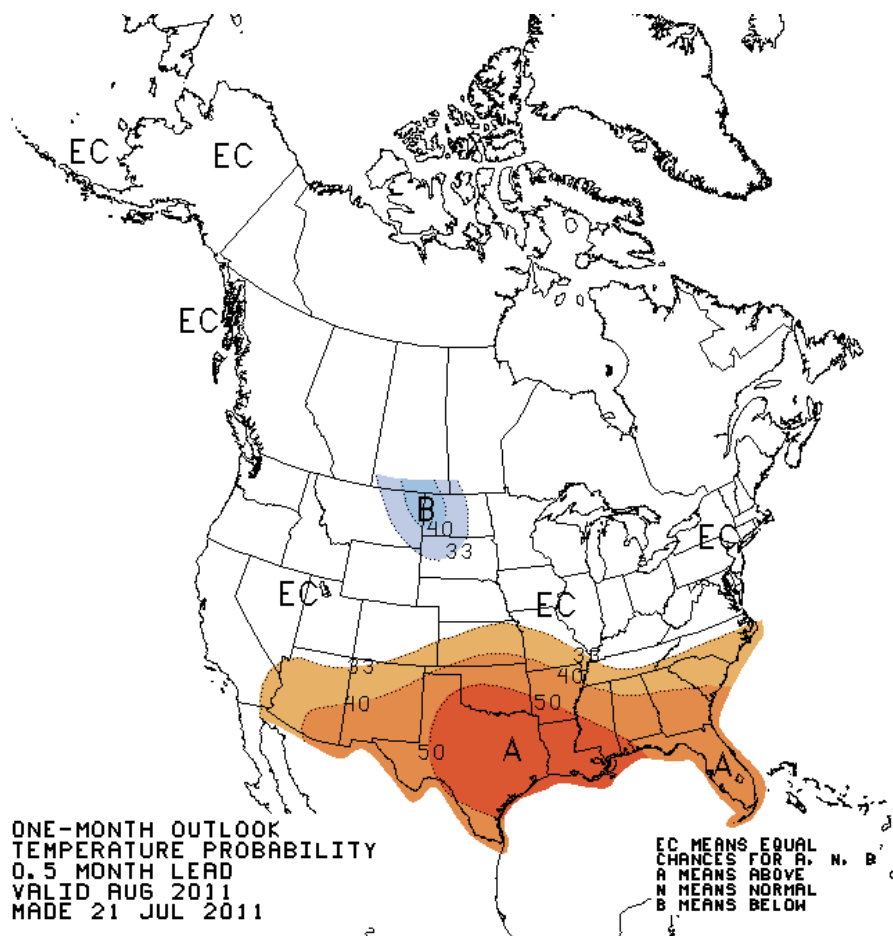 EC
EC
EC
B
40
33
EC
EC
EC
33
33
40
40
50
50
A
A
ONE-MONTH OUTLOOK
TEMPERATURE PROBABILITY
0.5 MONTH LEAD
VALID AUG 2011
MADE 21 JUL 2011
EC MEANS EQUAL
CHANCES FOR A, N, B
A MEANS ABOVE
N MEANS NORMAL
B MEANS BELOW